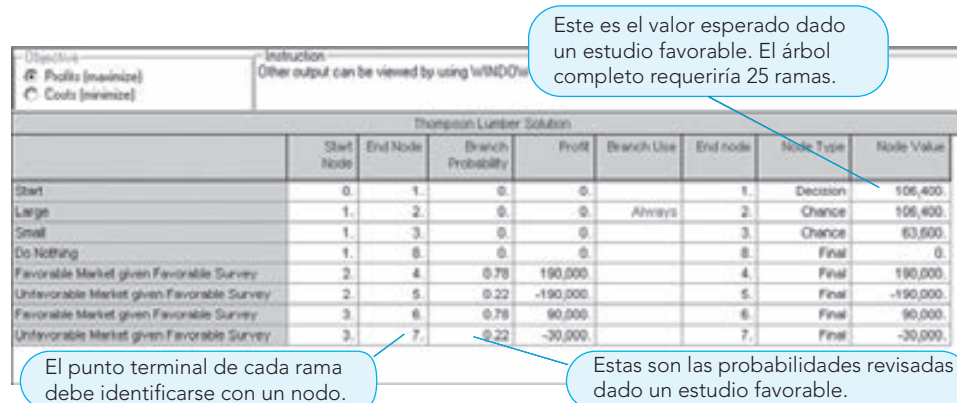 Este es el valor esperado dado
un estudio favorable. El árbol
completo requeriría 25 ramas.
Objective
Profits (maximize)
Costs (minimize)
Instruction
Other output can be viewed by using WINDOW
Thompson Lumber Solution
Start Node End Node Branch Probability Profit Branch Use End node Node Type Node Value
Start 0. 1. 0. 0. 1. Decision 106,400.
Large 1. 2. 0. 0. Always 2. Chance 106,400.
Small 1. 3. 0. 0. 3. Chance 63,600.
Do Nothing 1. 8. 0. 0. 8. Final 0.
Favorable Market given Favorable Survey 2. 4. 0.78 190,000. 4. Final 190,000.
Unfavorable Market given Favorable Survey 2. 5. 0.22 -190,000. 5. Final -190,000.
Favorable Market given Favorable Survey 3. 6. 0.78 90,000. 6. Final 90,000.
Unfavorable Market given Favorable Survey 3. 7. 0.22 -30,000. 7. Final -30,000.
El punto terminal de cada rama
debe identificarse con un nodo.
Estas son las probabilidades revisadas
dado un estudio favorable.